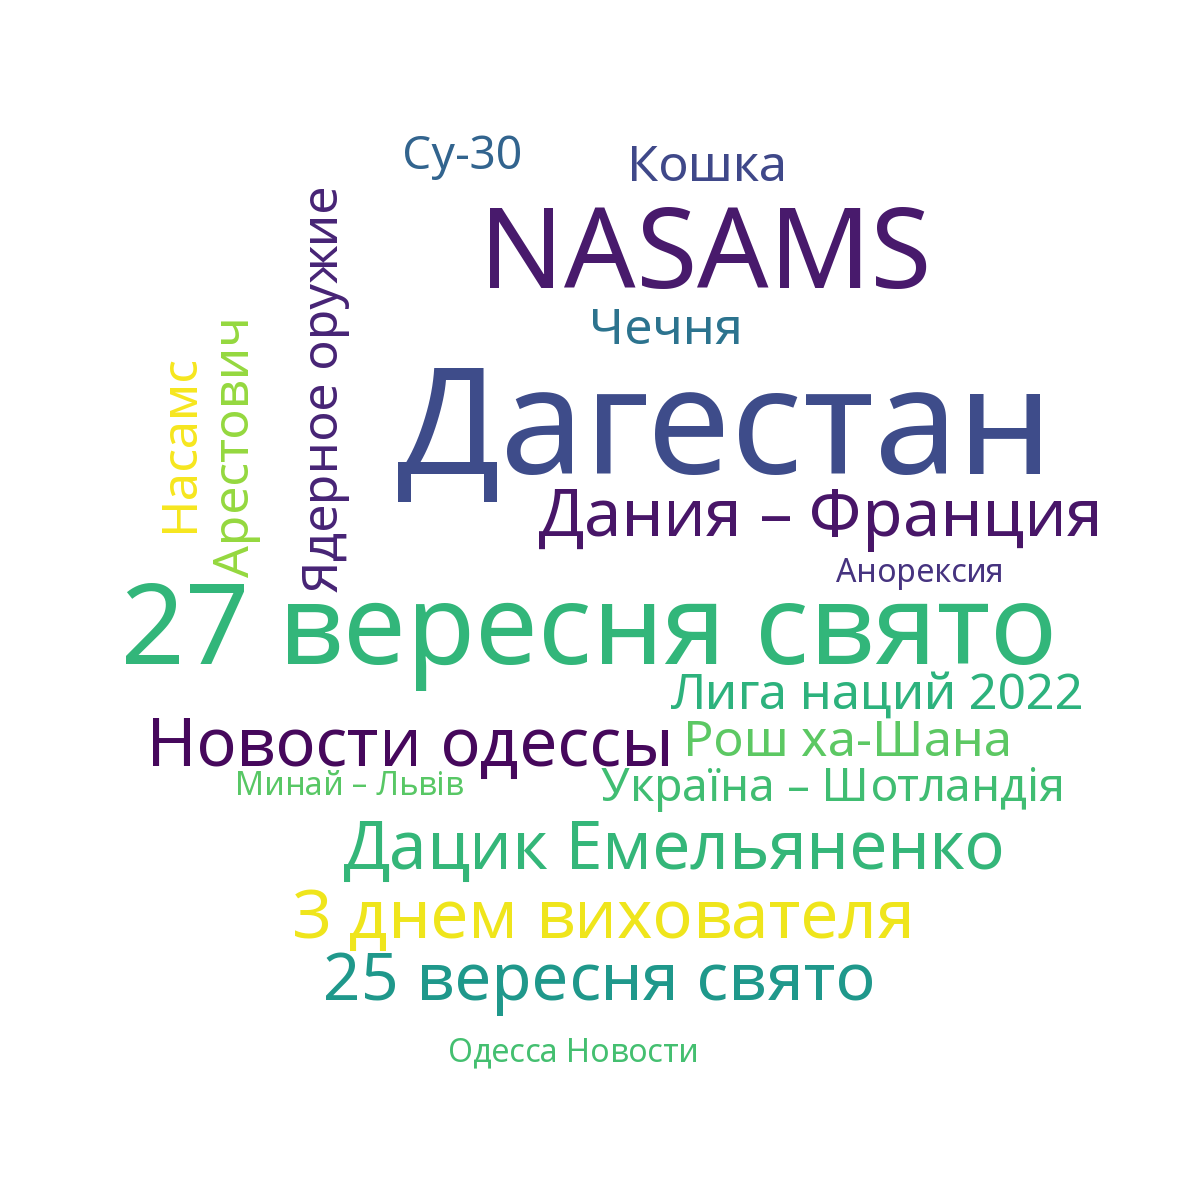 Су-30
Кошка
NASAMS
Чечня
Ядерное оружие
Арестович
Насамс
Дагестан
Дания – Франция
Анорексия
27 вересня свято
Лига наций 2022
Новости одессы
Рош ха-Шана
Минай – Львів
Україна – Шотландія
Дацик Емельяненко
З днем вихователя
25 вересня свято
Одесса Новости